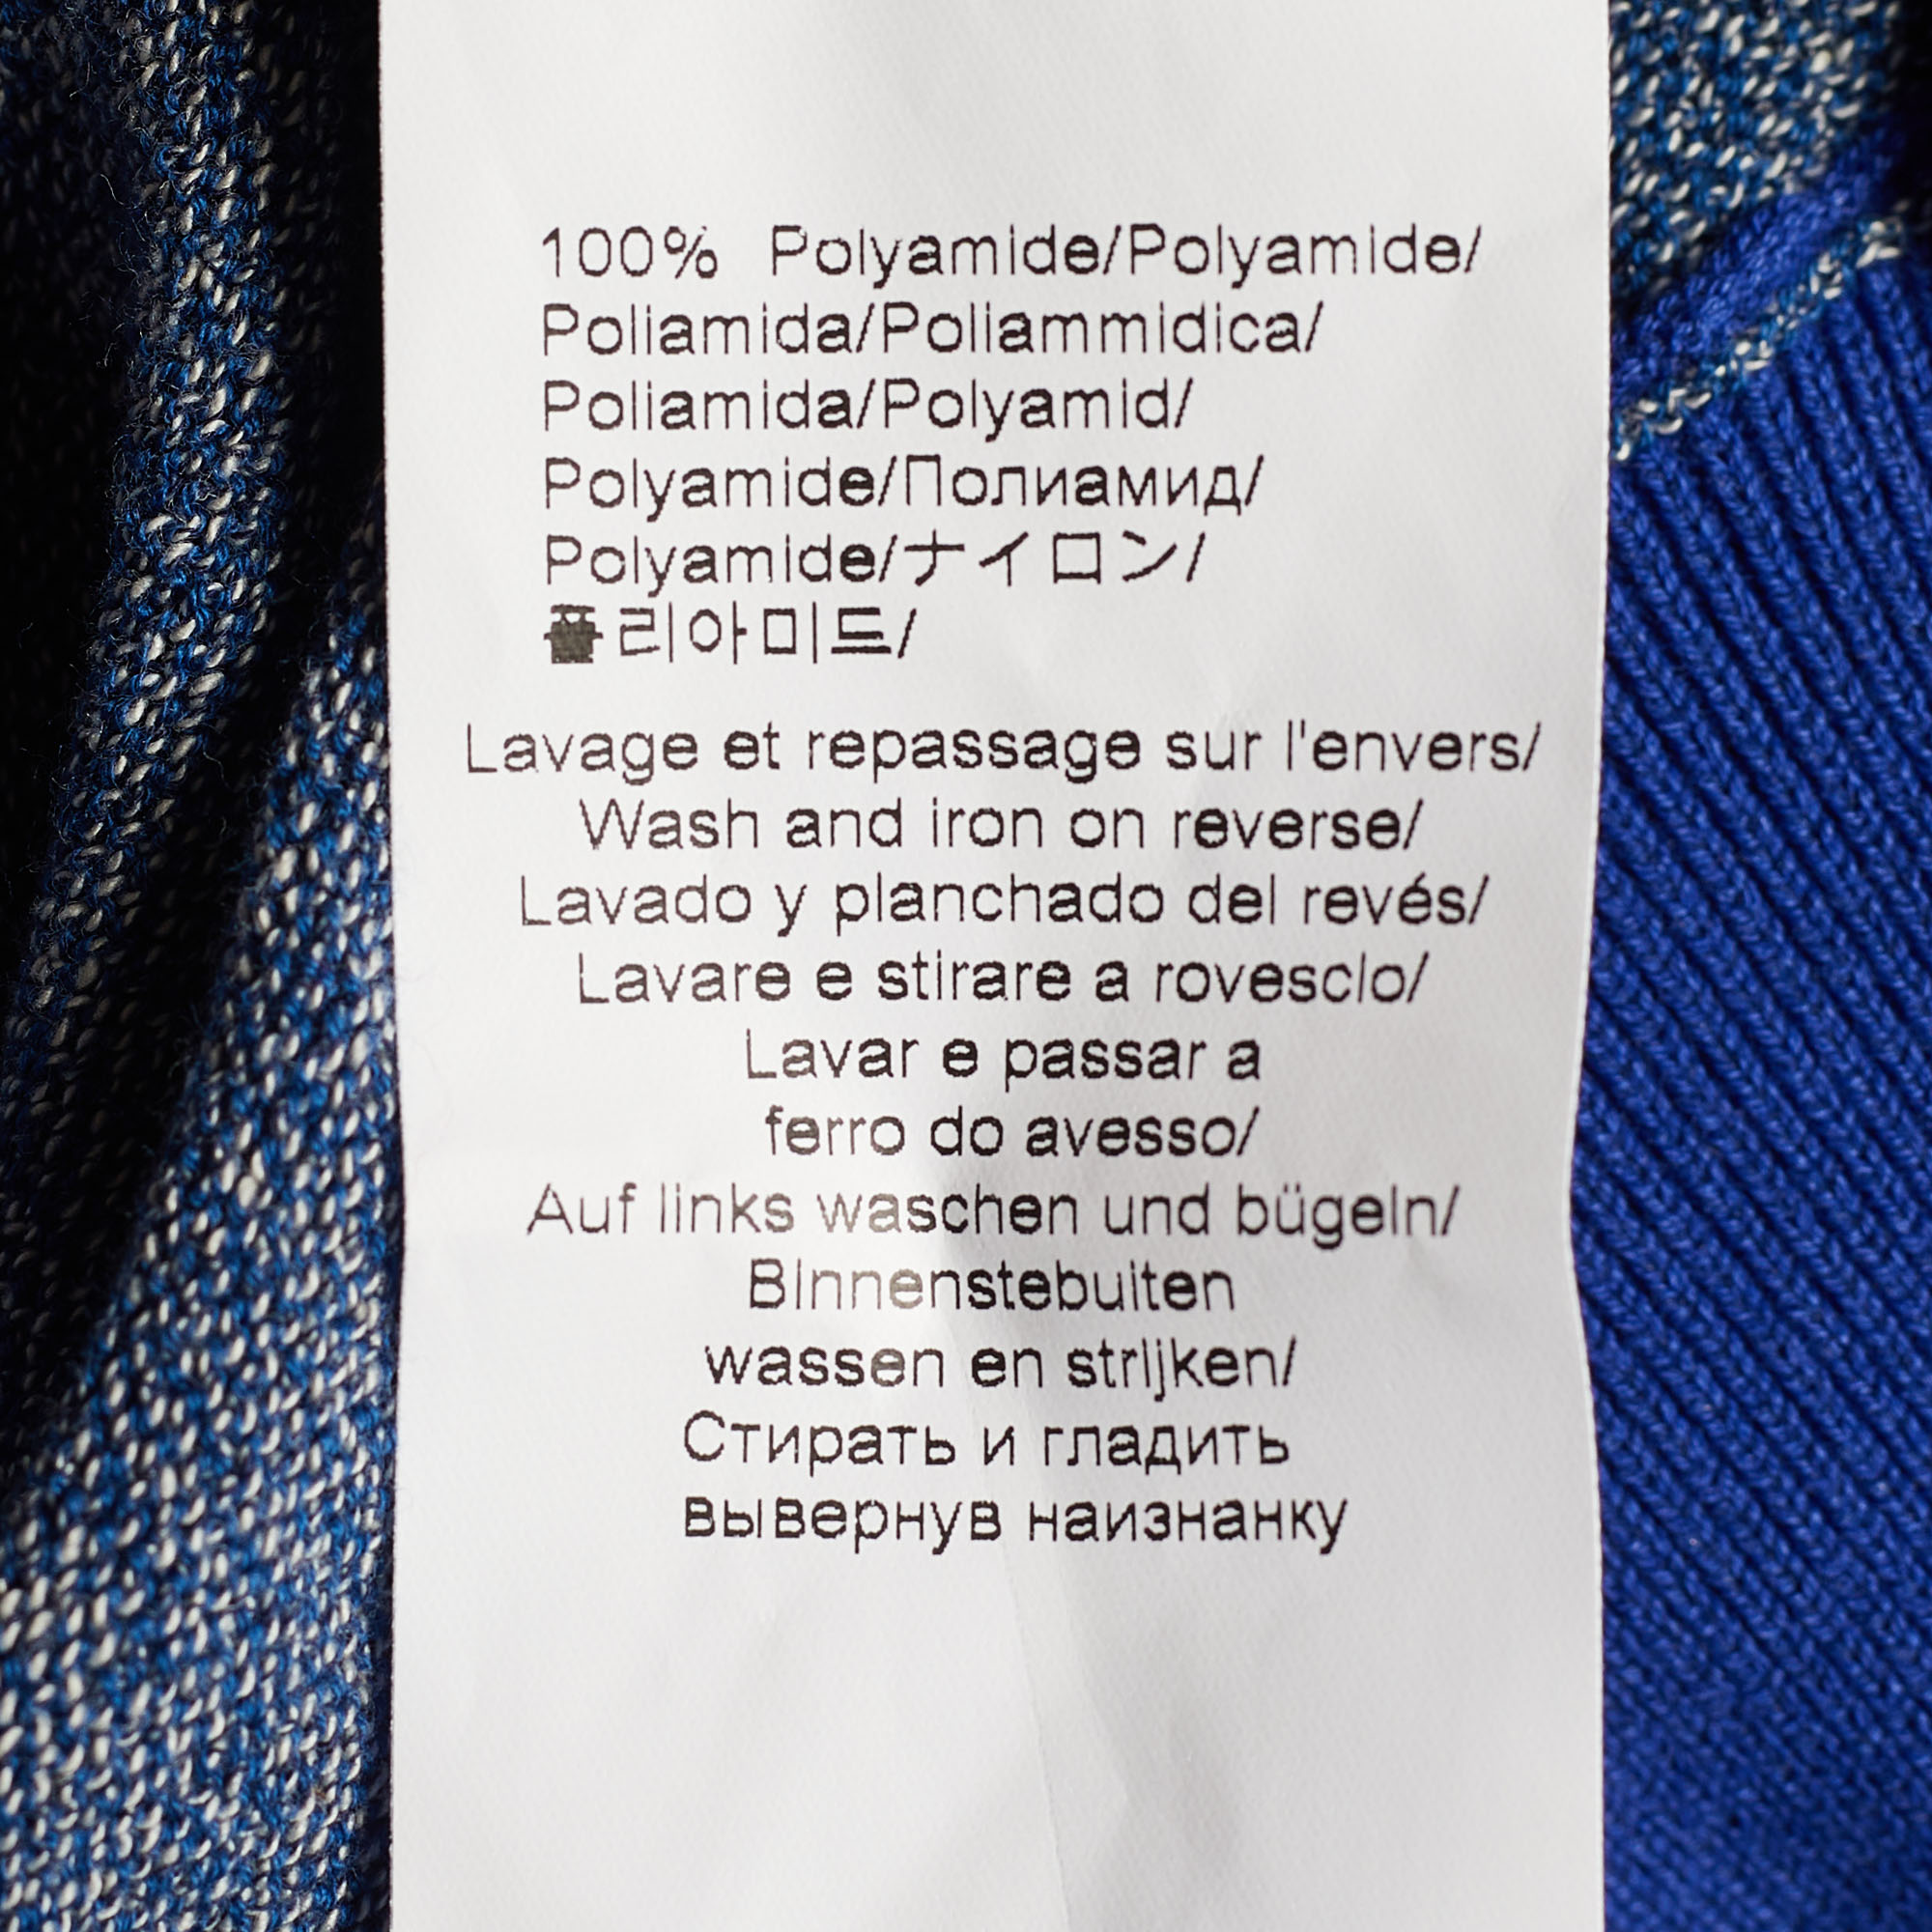 100% Polyamide/Polyamide/
Poliamida/Poliammidica/
Poliamida/Polyamid/
Polyamide/Полиамид/
Polyamide/ナイロン/
폴리아미드/
Lavage et repassage sur l'envers/
Wash and iron on reverse/
Lavado y planchado del revés/
Lavare e stirare a rovescio/
Lavar e passar a
ferro do avesso/
Auf links waschen und bügeln/
Binnenstebuiten
wassen en strijken/
Стирать и гладить
вывернув наизнанку